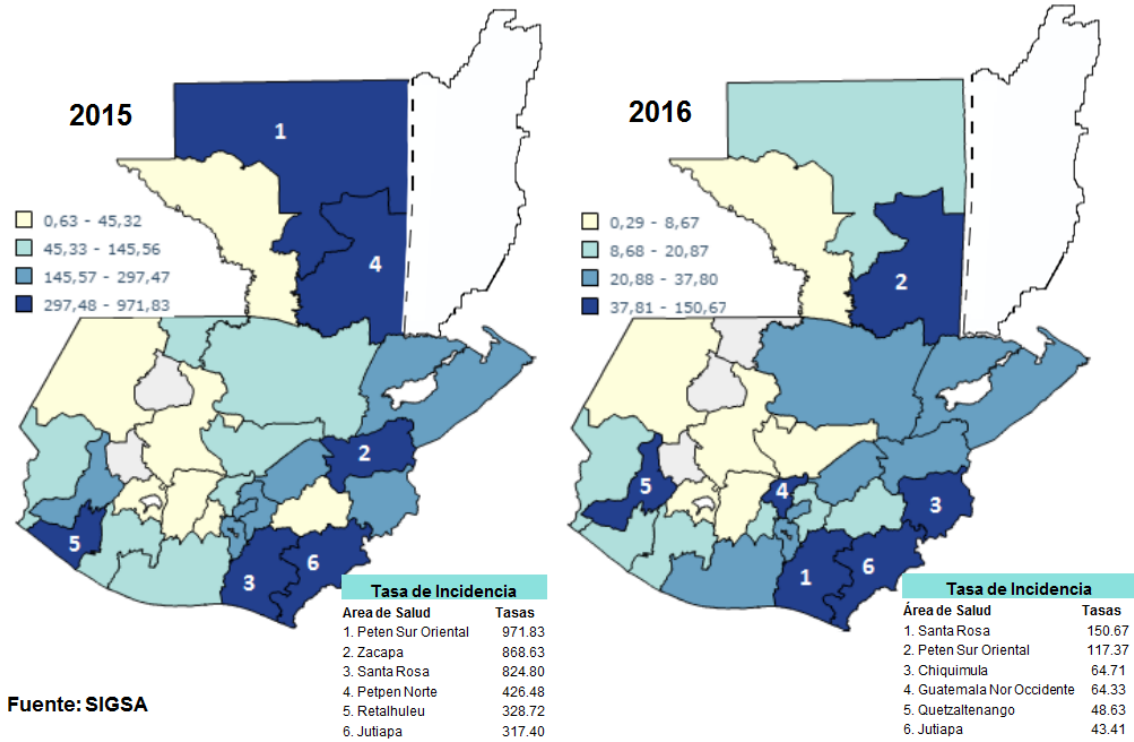 2015
1
4
0,63 - 45,32
45,33 - 145,56
145,57 - 297,47
297,48 - 971,83
2
5
3
6
Tasa de Incidencia
Area de Salud Tasas
1. Peten Sur Oriental 971.83
2. Zacapa 868.63
3. Santa Rosa 824.80
4. Petpen Norte 426.48
5. Retalhuleu 328.72
6. Jutiapa 317.40
Fuente: SIGSA
2016
2
0,29 - 8,67
8,68 - 20,87
20,88 - 37,80
37,81 - 150,67
5
4
3
1
6
Tasa de Incidencia
Área de Salud Tasas
1. Santa Rosa 150.67
2. Peten Sur Oriental 117.37
3. Chiquimula 64.71
4. Guatemala Nor Occidente 64.33
5. Quetzaltenango 48.63
6. Jutiapa 43.41